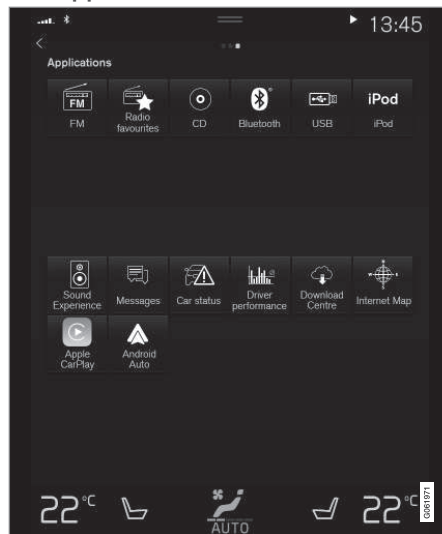 13:45
Applications
FM
FM
Radio
favourites
CD
Bluetooth
USB
iPod
iPod
Sound
Experience
Messages
Car status
Driver
performance
Download
Centre
Internet Map
Apple
CarPlay
Android
Auto
22°C
AUTO
22°C
G061971